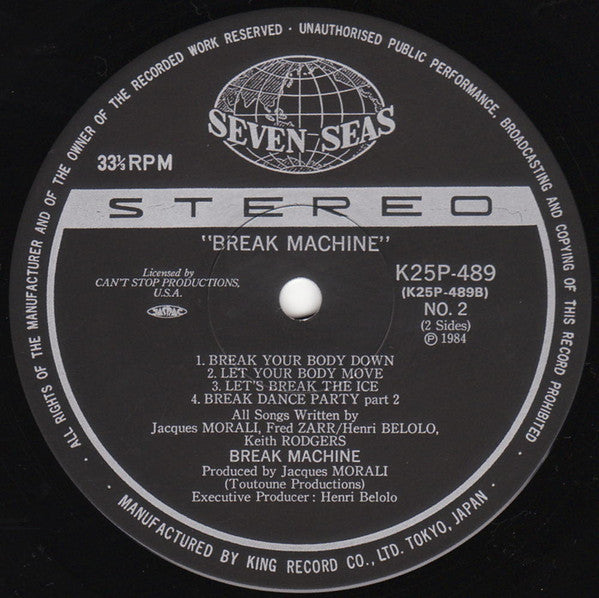 ALL RIGHTS OF THE MANUFACTURER AND OF THE OWNER OF THE RECORDED WORK RESERVED · UNAUTHORISED PUBLIC PERFORMANCE, BROADCASTING AND COPYING OF THIS RECORD PROHIBITED
SEVEN SEAS
33⅓ RPM
STEREO
"BREAK MACHINE"
Licensed by
CAN'T STOP PRODUCTIONS,
U.S.A.
JASRAC
K25P-489
(K25P-489B)
NO. 2
(2 Sides)
Ⓟ 1984
1. BREAK YOUR BODY DOWN
2. LET YOUR BODY MOVE
3. LET'S BREAK THE ICE
4. BREAK DANCE PARTY part 2
All Songs Written by
Jacques MORALI, Fred ZARR/Henri BELOLO,
Keith RODGERS
BREAK MACHINE
Produced by Jacques MORALI
(Toutoune Productions)
Executive Producer : Henri Belolo
· MANUFACTURED BY KING RECORD CO., LTD. TOKYO, JAPAN ·